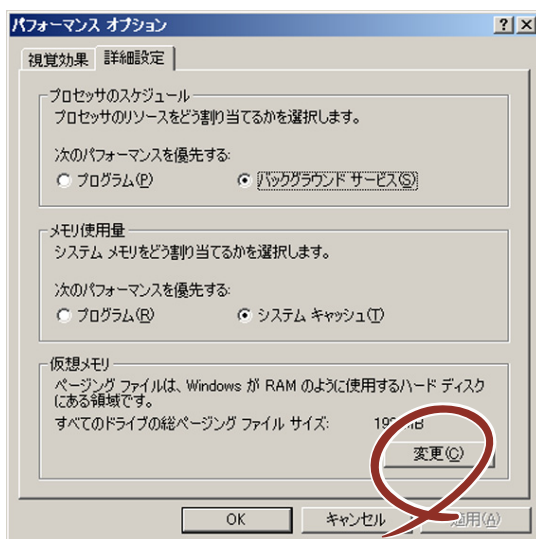 パフォーマンス オプション
視覚効果 詳細設定
プロセッサのスケジュール
プロセッサのリソースをどう割り当てるかを選択します。
次のパフォーマンスを優先する:
プログラム(P) バックグラウンド サービス(S)
メモリ使用量
システム メモリをどう割り当てるかを選択します。
次のパフォーマンスを優先する:
プログラム(R) システム キャッシュ(T)
仮想メモリ
ページング ファイルは、Windows が RAM のように使用するハード ディスク
にある領域です。
すべてのドライブの総ページング ファイル サイズ: MB
変更(C)
OK キャンセル 適用(A)